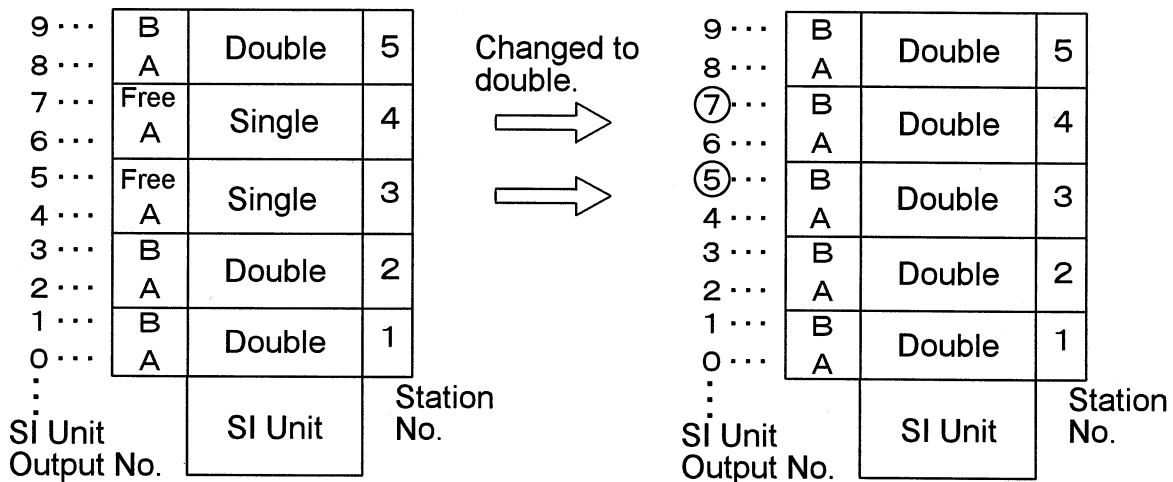 9 ··· B Double 5
8 ··· A
7 ··· Free Single 4
6 ··· A
5 ··· Free Single 3
4 ··· A
3 ··· B Double 2
2 ··· A
1 ··· B Double 1
0 ··· A
SI Unit
Output No.
SI Unit
Station
No.
Changed to
double.
9 ··· B Double 5
8 ··· A
7 ··· B Double 4
6 ··· A
5 ··· B Double 3
4 ··· A
3 ··· B Double 2
2 ··· A
1 ··· B Double 1
0 ··· A
SI Unit
Output No.
SI Unit
Station
No.